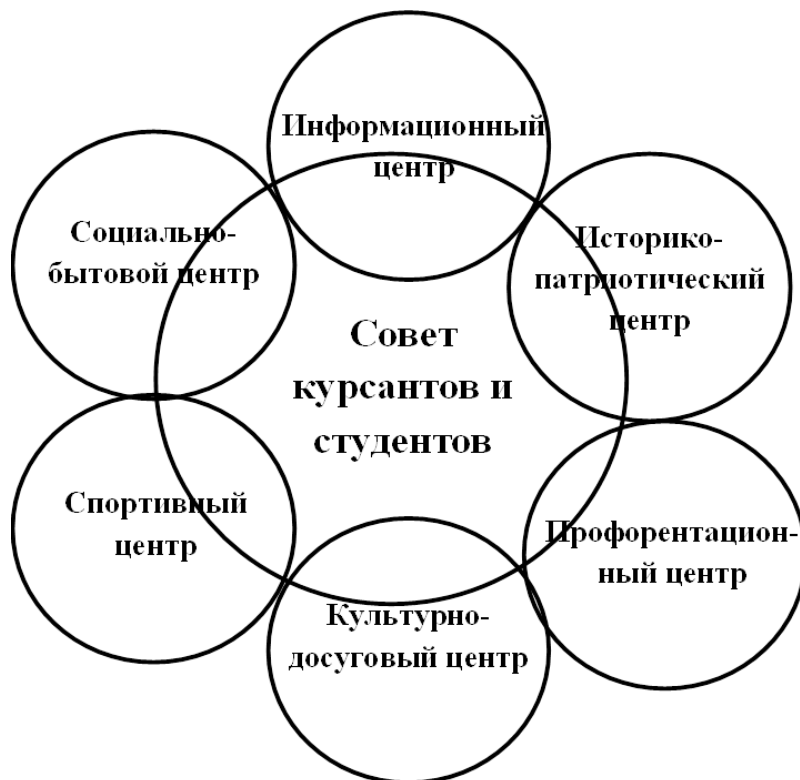 Информационный
центр
Социально-
бытовой центр
Историко-
патриотический
центр
Совет
курсантов и
студентов
Спортивный
центр
Профорентацион-
ный центр
Культурно-
досуговый центр